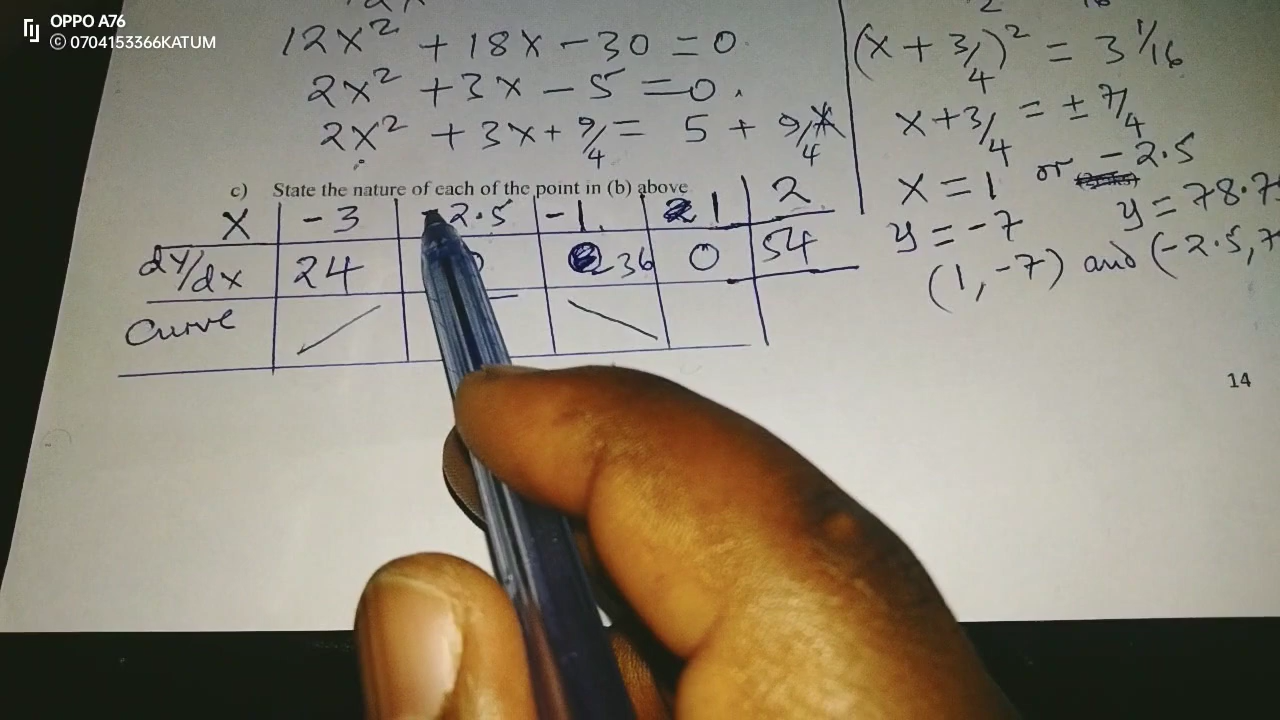 OPPO A76
© 0704153366KATUM
12x² + 18x - 30 = 0
2x² + 3x - 5 = 0.
2x² + 3x + 9/4 = 5 + 9/4
(x + 3/4)² = 3 1/16
x + 3/4 = ± 7/4
x = 1 or -2.5
y = -7 y = 78.7
(1, -7) and (-2.5, 7
c) State the nature of each of the point in (b) above
x -3 2.5 -1 1 2
dy/dx 24 36 0 54
Curve
14